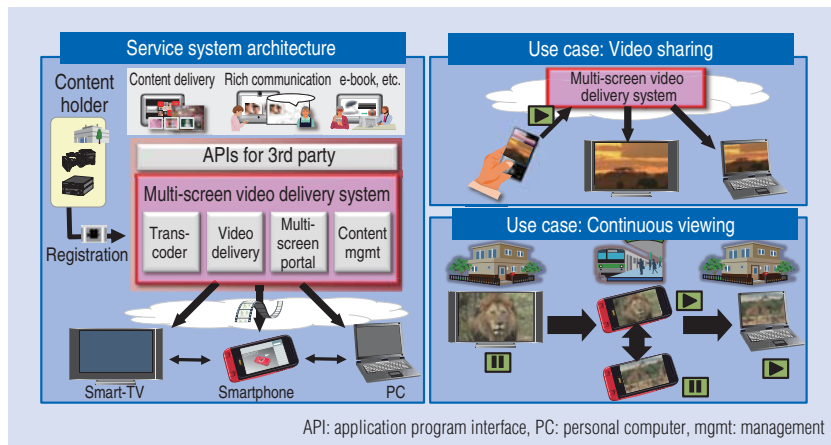 Service system architecture
Content
holder
Content delivery
Rich communication
e-book, etc.
APIs for 3rd party
Multi-screen video delivery system
Trans-
coder
Video
delivery
Multi-
screen
portal
Content
mgmt
Registration
Smart-TV
Smartphone
PC
Use case: Video sharing
Multi-screen video
delivery system
Use case: Continuous viewing
API: application program interface, PC: personal computer, mgmt: management